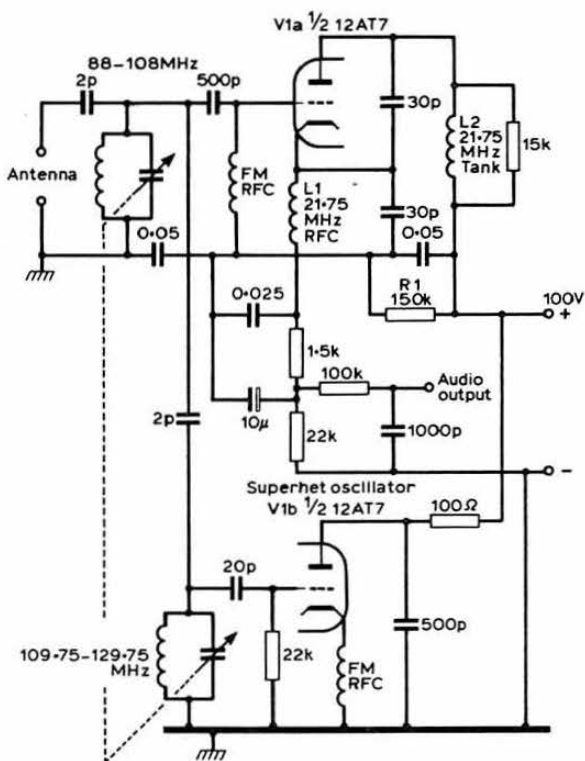 V1a 1/2 12AT7
88-108MHz
2p
500p
30p
L2
21·75
MHz
Tank
15k
Antenna
FM
RFC
L1
21·75
MHz
RFC
30p
0·05
0·05
R1
150k
100V
+
0·025
1·5k
100k
Audio
output
10μ
2p
22k
1000p
-
Superhet oscillator
V1b 1/2 12AT7
100Ω
20p
109·75-129·75
MHz
22k
FM
RFC
500p